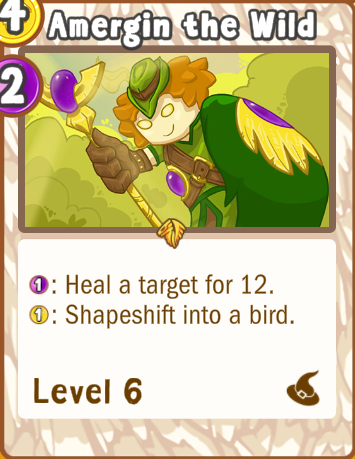 4
Amergin the Wild
2
1: Heal a target for 12.
1: Shapeshift into a bird.
Level 6